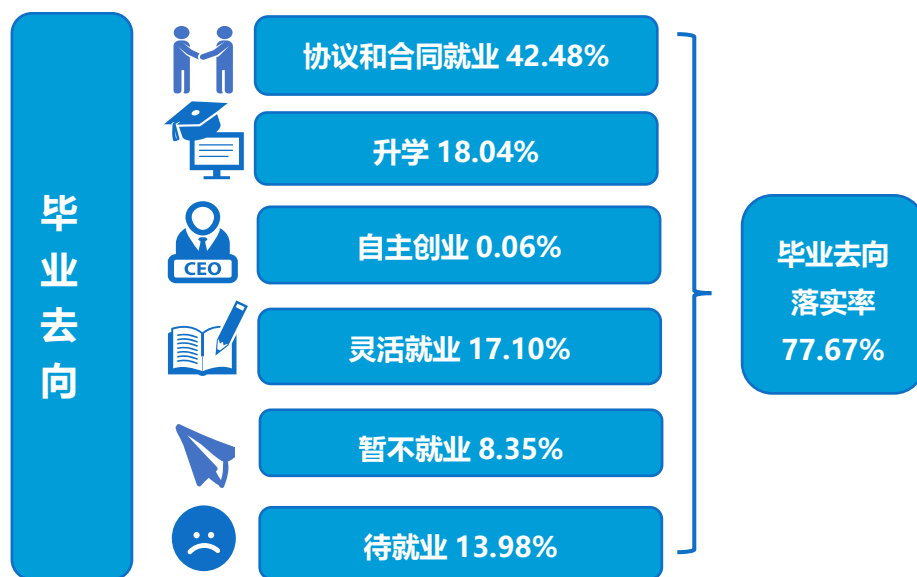 毕业去向
协议和合同就业 42.48%
升学 18.04%
CEO
自主创业 0.06%
灵活就业 17.10%
暂不就业 8.35%
待就业 13.98%
毕业去向
落实率
77.67%